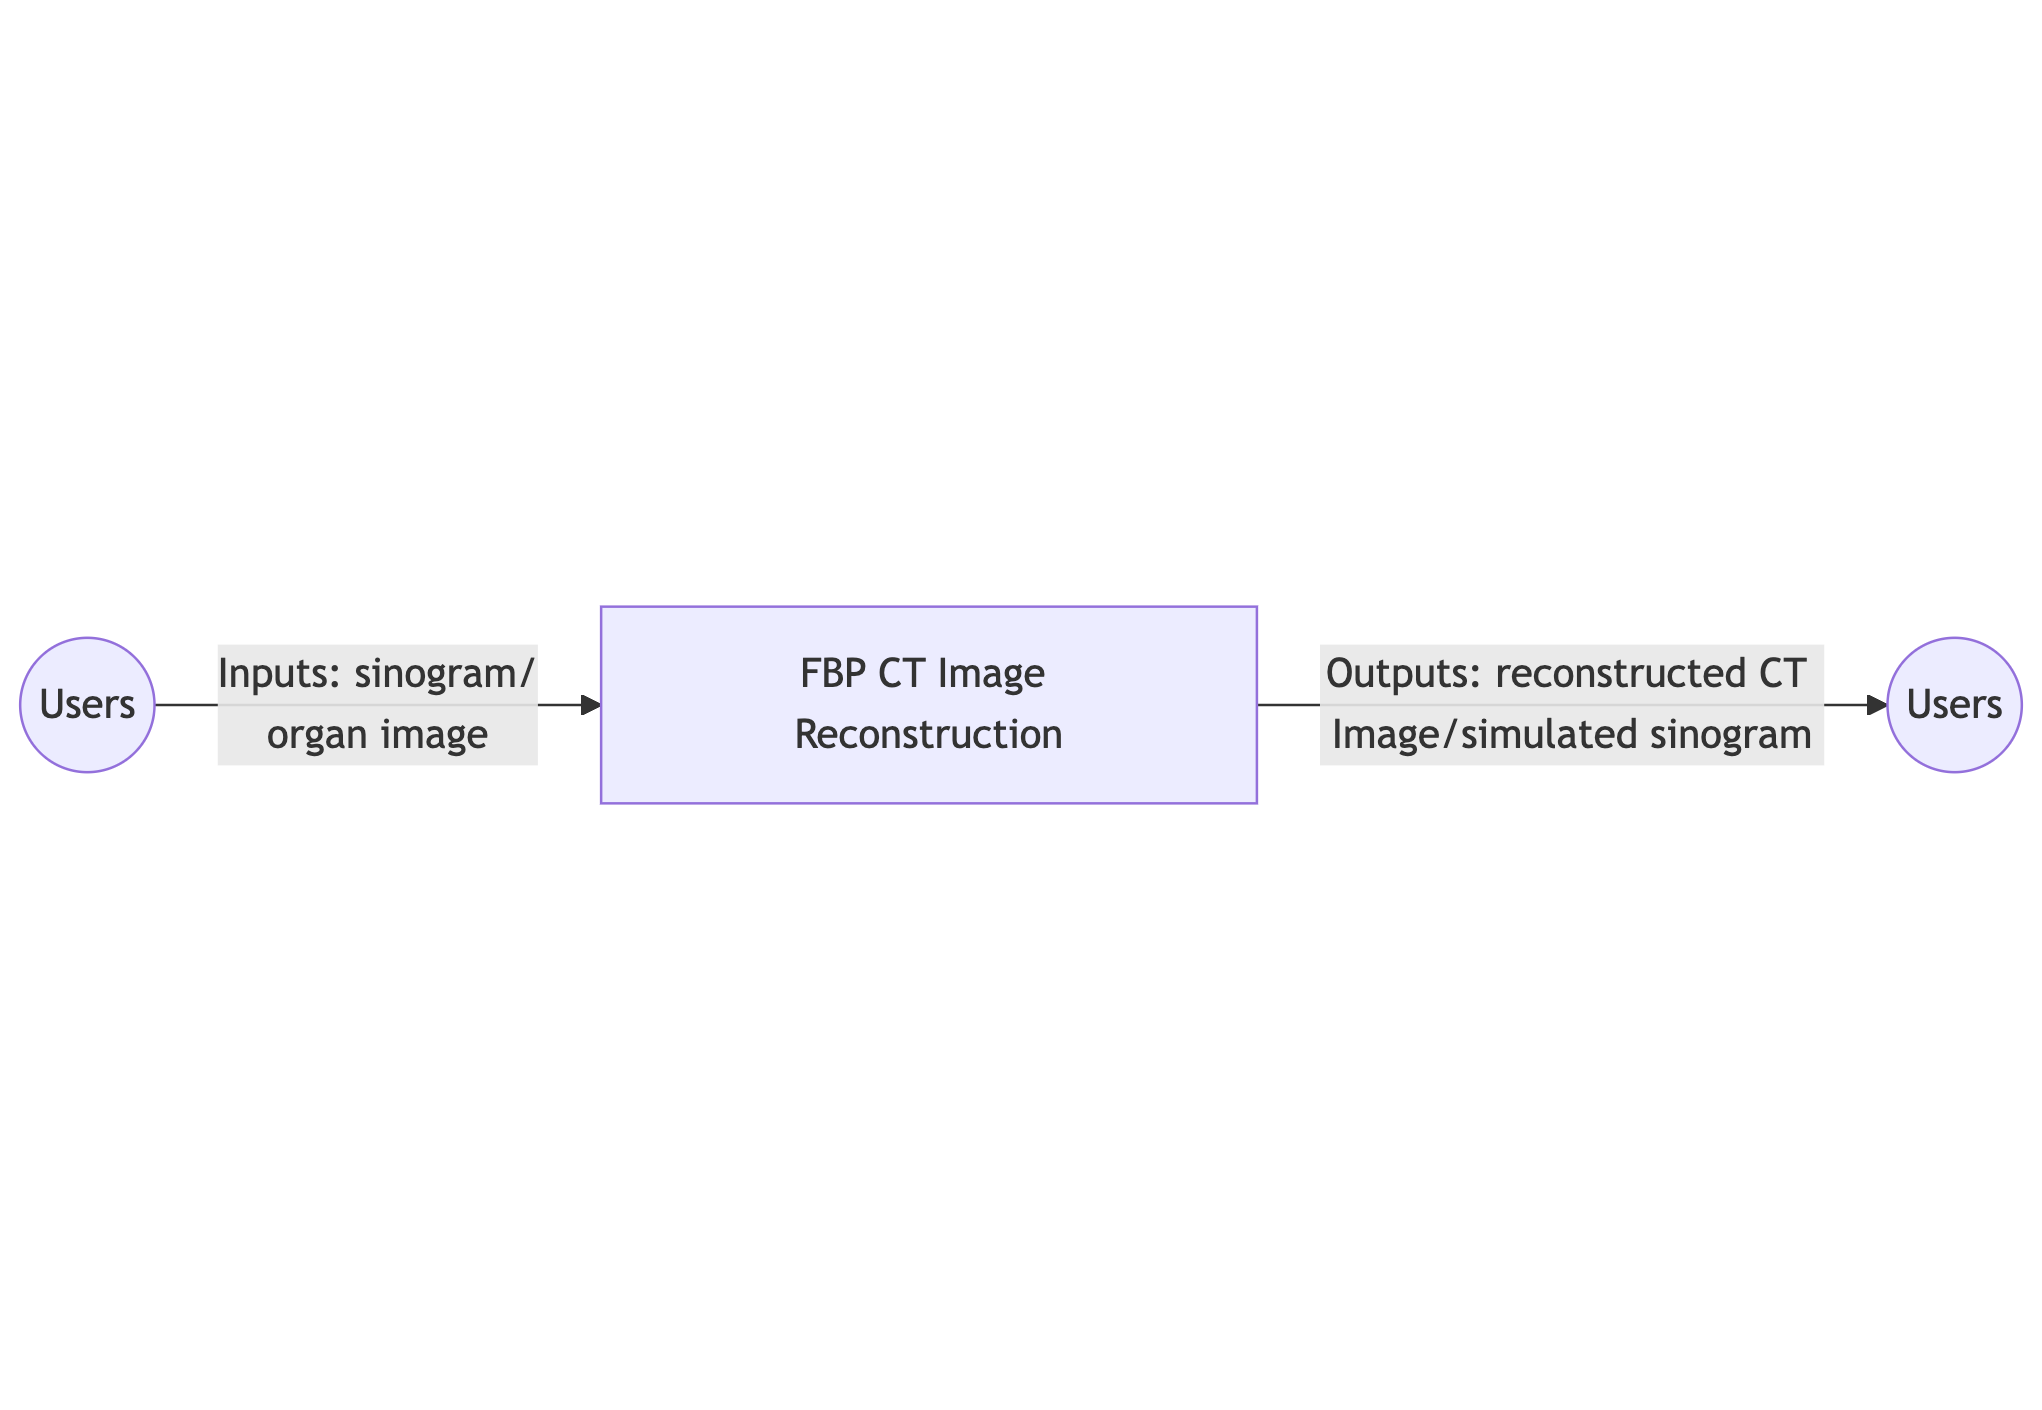 Users
Inputs: sinogram/
organ image
FBP CT Image
Reconstruction
Outputs: reconstructed CT
Image/simulated sinogram
Users